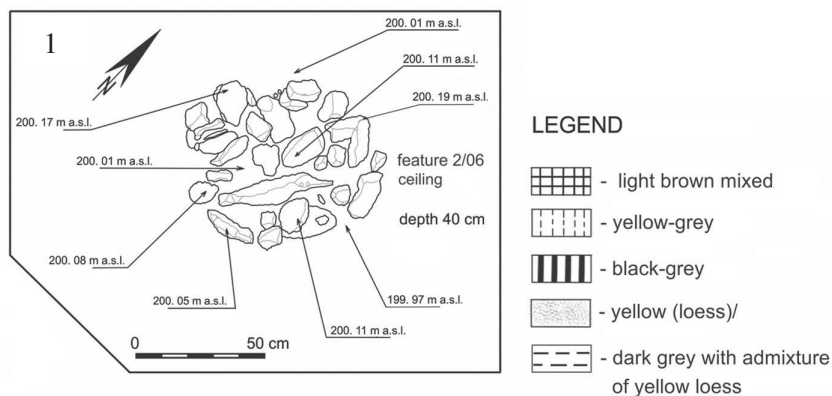 1
N
200. 01 m a.s.l.
200. 11 m a.s.l.
200. 19 m a.s.l.
200. 17 m a.s.l.
200. 01 m a.s.l.
feature 2/06
ceiling
depth 40 cm
200. 08 m a.s.l.
200. 05 m a.s.l.
199. 97 m a.s.l.
200. 11 m a.s.l.
0 50 cm
LEGEND
- light brown mixed
- yellow-grey
- black-grey
- yellow (loess)/
- dark grey with admixture
of yellow loess